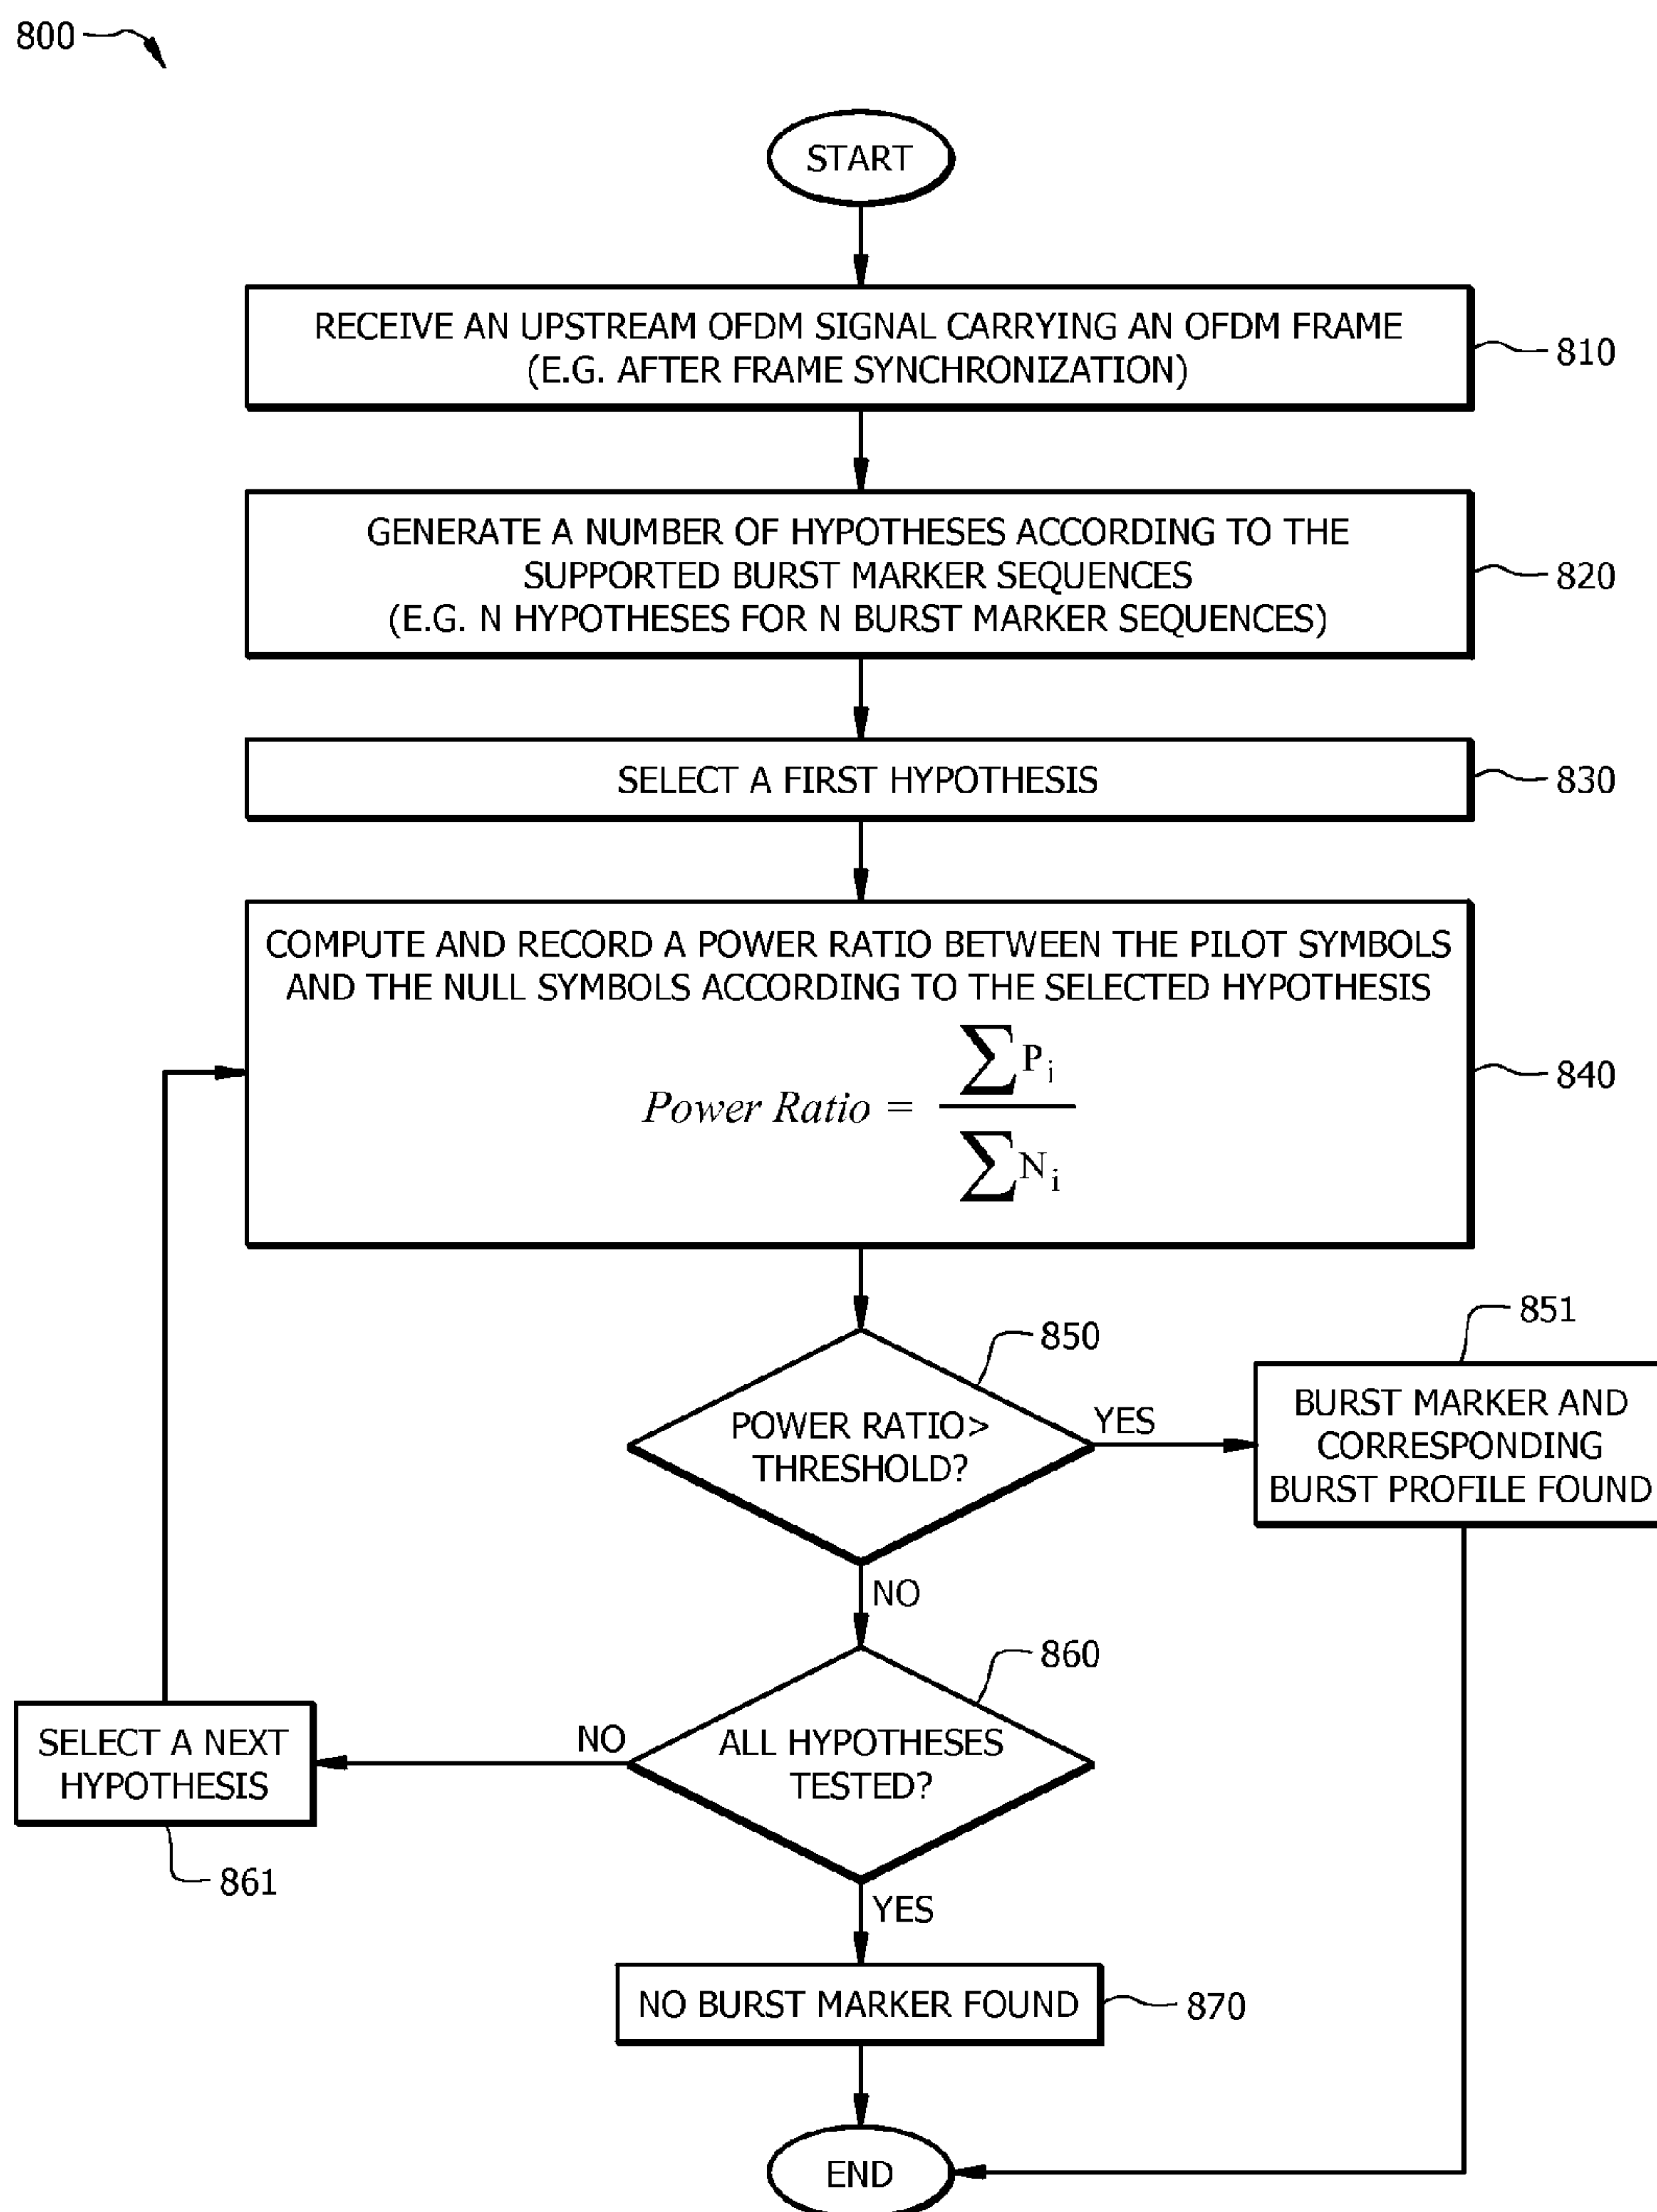 800
START
RECEIVE AN UPSTREAM OFDM SIGNAL CARRYING AN OFDM FRAME
(E.G. AFTER FRAME SYNCHRONIZATION)
810
GENERATE A NUMBER OF HYPOTHESES ACCORDING TO THE
SUPPORTED BURST MARKER SEQUENCES
(E.G. N HYPOTHESES FOR N BURST MARKER SEQUENCES)
820
SELECT A FIRST HYPOTHESIS
830
COMPUTE AND RECORD A POWER RATIO BETWEEN THE PILOT SYMBOLS
AND THE NULL SYMBOLS ACCORDING TO THE SELECTED HYPOTHESIS
Power Ratio = ∑Pi / ∑Ni
840
850
POWER RATIO>
THRESHOLD?
YES
851
BURST MARKER AND
CORRESPONDING
BURST PROFILE FOUND
NO
860
ALL HYPOTHESES
TESTED?
NO
SELECT A NEXT
HYPOTHESIS
861
YES
NO BURST MARKER FOUND
870
END